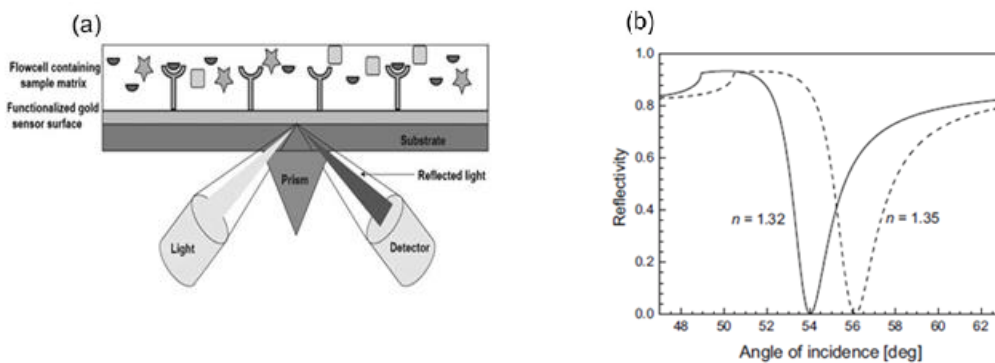 (a)
Flowcell containing
sample matrix
Functionalized gold
sensor surface
Substrate
Reflected light
Prism
Light
Detector
(b)
1.0
0.8
0.6
0.4
0.2
0.0
Reflectivity
n = 1.32
n = 1.35
48 50 52 54 56 58 60 62
Angle of incidence [deg]